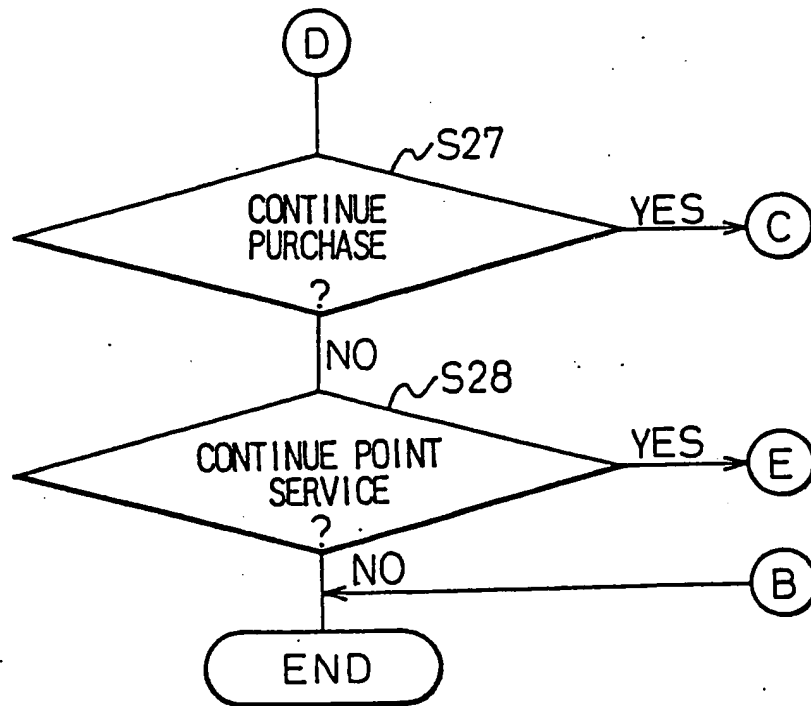 D
S27
CONTINUE
PURCHASE
?
YES
C
NO
S28
CONTINUE POINT
SERVICE
?
YES
E
NO
B
END